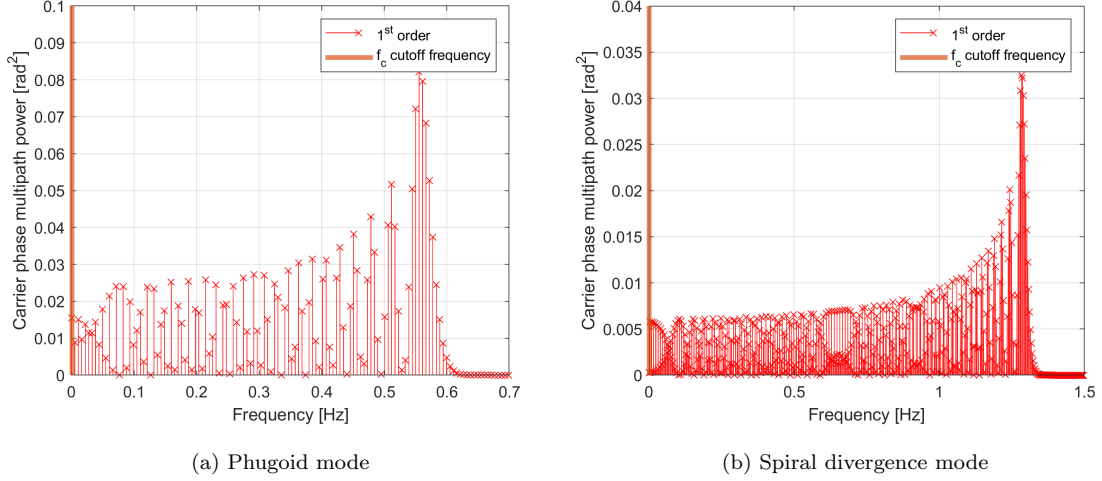 0.1
0.09
0.08
0.07
0.06
0.05
0.04
0.03
0.02
0.01
0
Carrier phase multipath power [rad²]
1ˢᵗ order
f_c cutoff frequency
0 0.1 0.2 0.3 0.4 0.5 0.6 0.7
Frequency [Hz]
(a) Phugoid mode
0.04
0.035
0.03
0.025
0.02
0.015
0.01
0.005
0
Carrier phase multipath power [rad²]
1ˢᵗ order
f_c cutoff frequency
0 0.5 1 1.5
Frequency [Hz]
(b) Spiral divergence mode